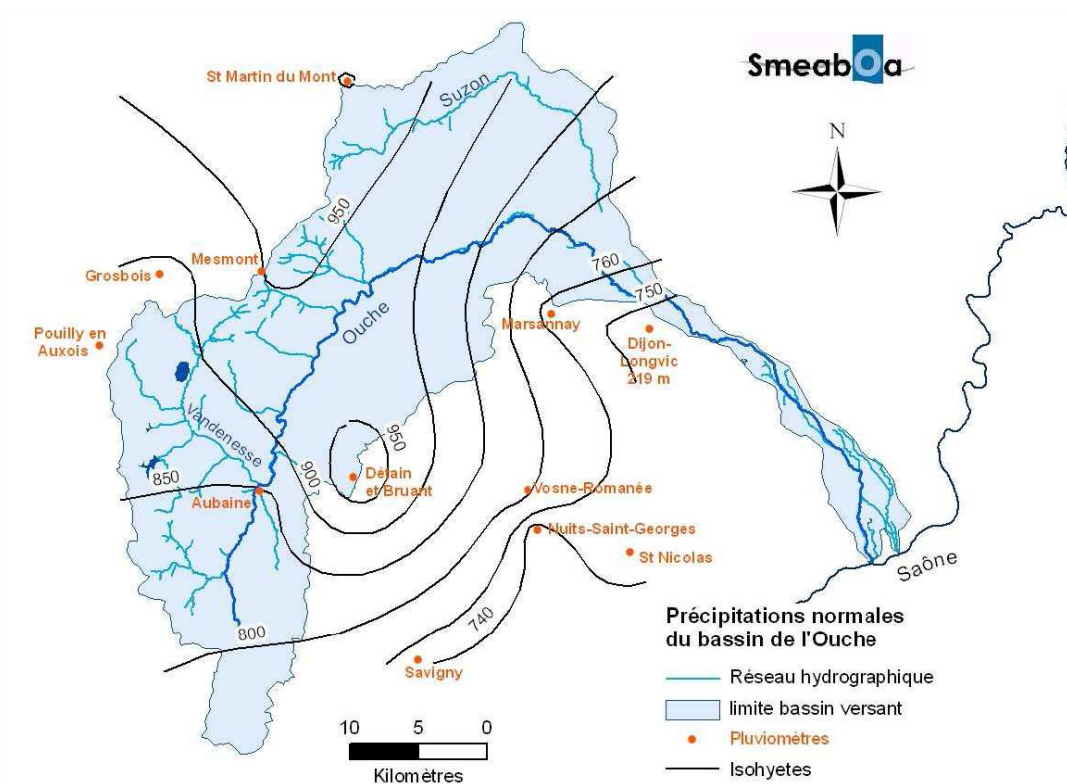 Smeaboa
St Martin du Mont
Suzon
N
950
Mesmont
Grosbois
760
750
Ouche
Marsannay
Pouilly en
Auxois
Dijon-
Longvic
219 m
Vandenesse
950
900
850
Détain
et Bruant
Aubaine
Vosne-Romanée
Nuits-Saint-Georges
St Nicolas
Saône
740
800
Savigny
Précipitations normales
du bassin de l'Ouche
Réseau hydrographique
limite bassin versant
Pluviomètres
Isohyetes
10 5 0
Kilomètres